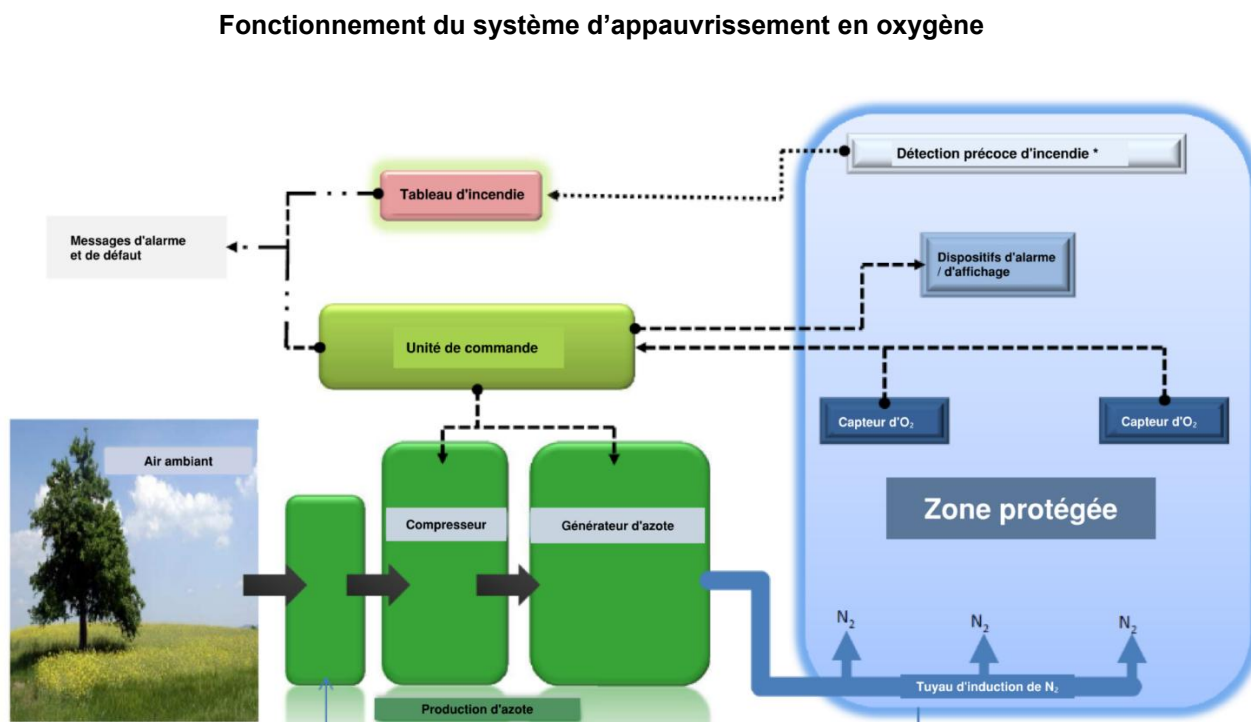 Fonctionnement du système d’appauvrissement en oxygène
Détection précoce d'incendie *
Tableau d'incendie
Messages d'alarme
et de défaut
Dispositifs d'alarme
/ d'affichage
Unité de commande
Capteur d'O₂
Capteur d'O₂
Air ambiant
Zone protégée
Compresseur
Générateur d'azote
N₂
N₂
N₂
Tuyau d'induction de N₂
Production d'azote